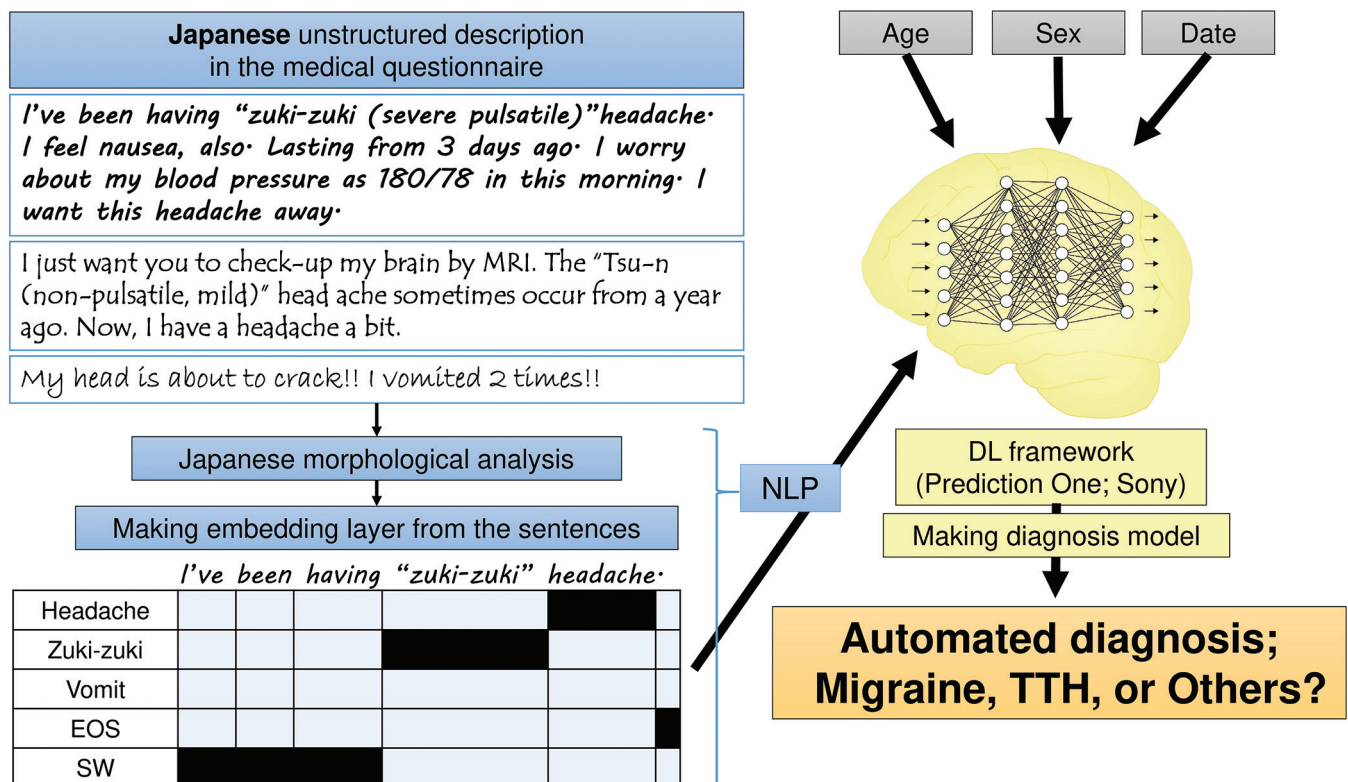 Japanese unstructured description
in the medical questionnaire
I've been having “zuki-zuki (severe pulsatile)”headache.
I feel nausea, also. Lasting from 3 days ago. I worry
about my blood pressure as 180/78 in this morning. I
want this headache away.
I just want you to check-up my brain by MRI. The “Tsu-n
(non-pulsatile, mild)” head ache sometimes occur from a year
ago. Now, I have a headache a bit.
My head is about to crack!! I vomited 2 times!!
Japanese morphological analysis
Making embedding layer from the sentences
NLP
I've been having “zuki-zuki” headache.
Headache
Zuki-zuki
Vomit
EOS
SW
Age
Sex
Date
DL framework
(Prediction One; Sony)
Making diagnosis model
Automated diagnosis;
Migraine, TTH, or Others?